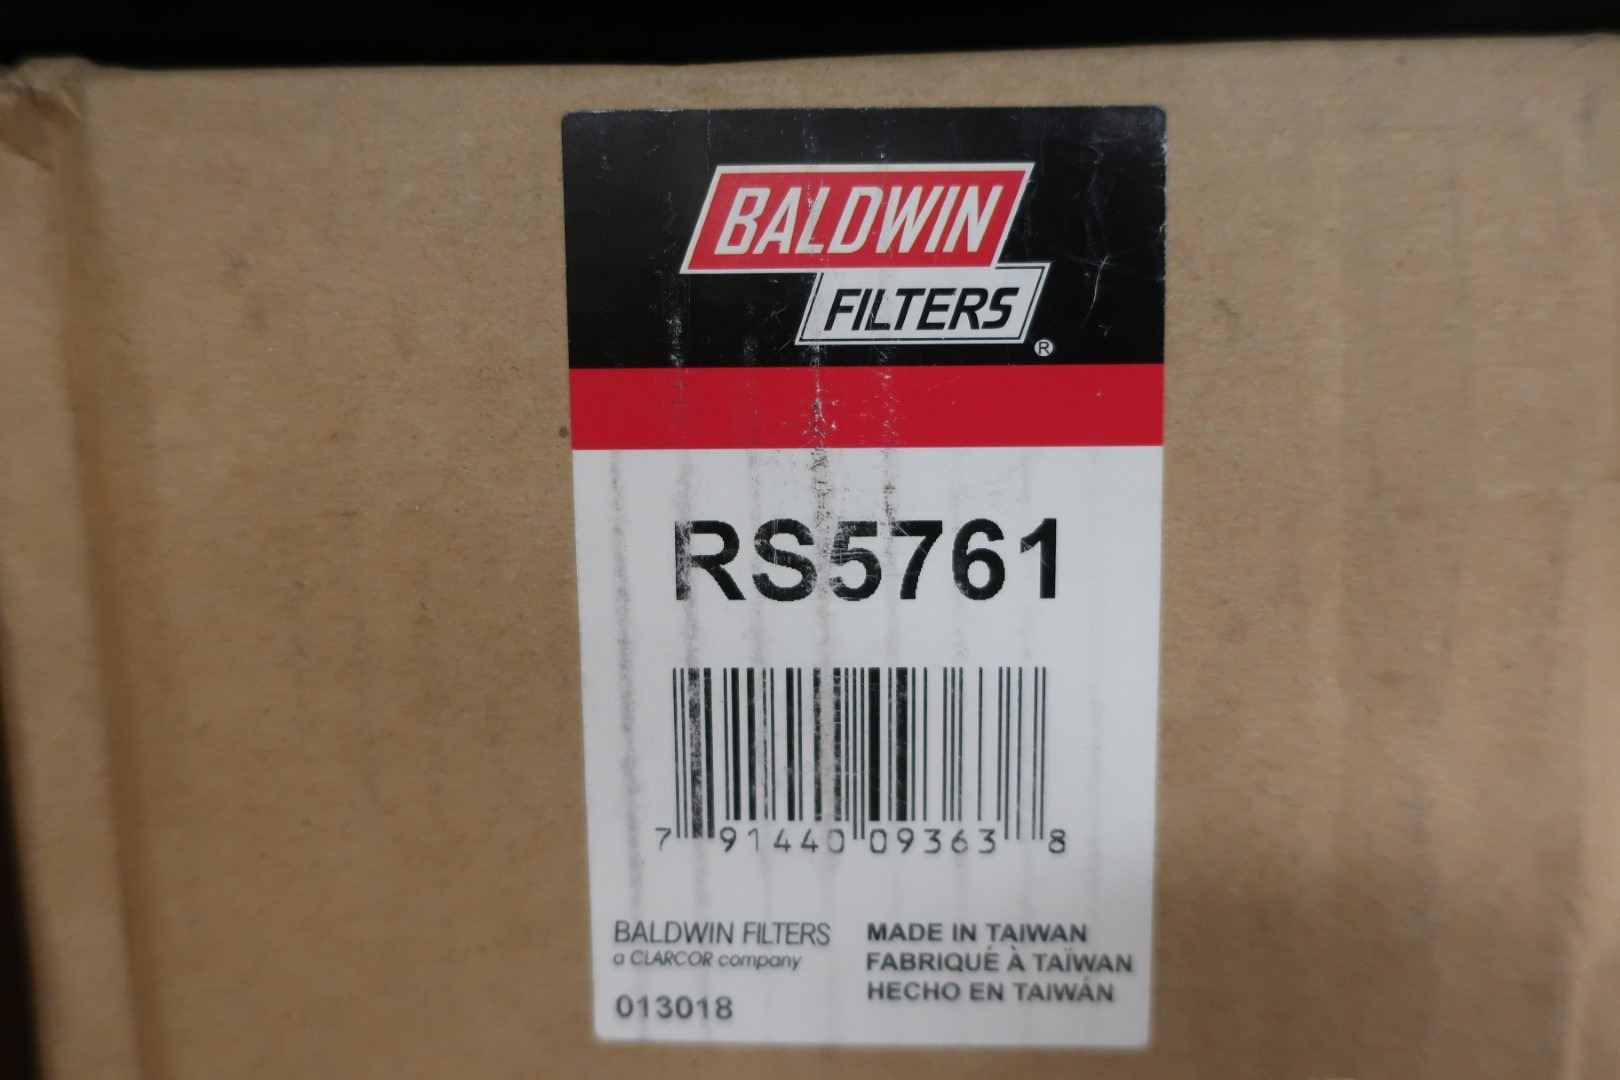 BALDWIN
FILTERS
®
RS5761
7 91440 09363 8
BALDWIN FILTERS
a CLARCOR company
013018
MADE IN TAIWAN
FABRIQUÉ À TAÏWAN
HECHO EN TAIWÁN